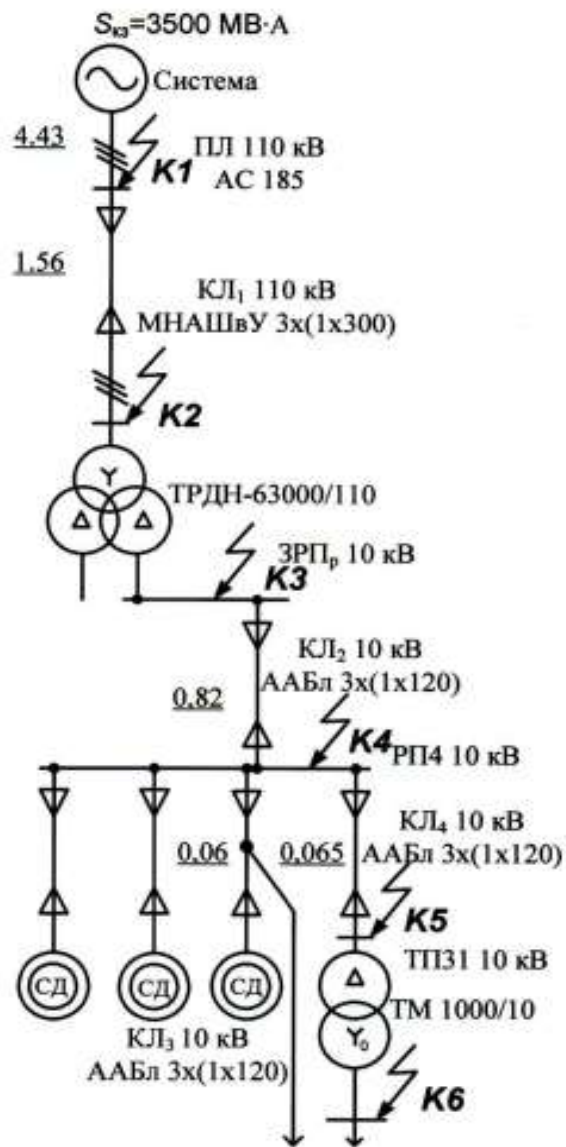 Sкз=3500 МВ·А
Система
4,43
K1
ПЛ 110 кВ
АС 185
1,56
КЛ₁ 110 кВ
МНАШвУ 3х(1х300)
K2
ТРДН-63000/110
ЗРПр 10 кВ
K3
КЛ₂ 10 кВ
ААБл 3х(1х120)
0,82
K4
РП4 10 кВ
КЛ₄ 10 кВ
0,06
0,065
ААБл 3х(1х120)
K5
ТП31 10 кВ
СД
СД
СД
ТМ 1000/10
КЛ₃ 10 кВ
ААБл 3х(1х120)
Y₀
K6